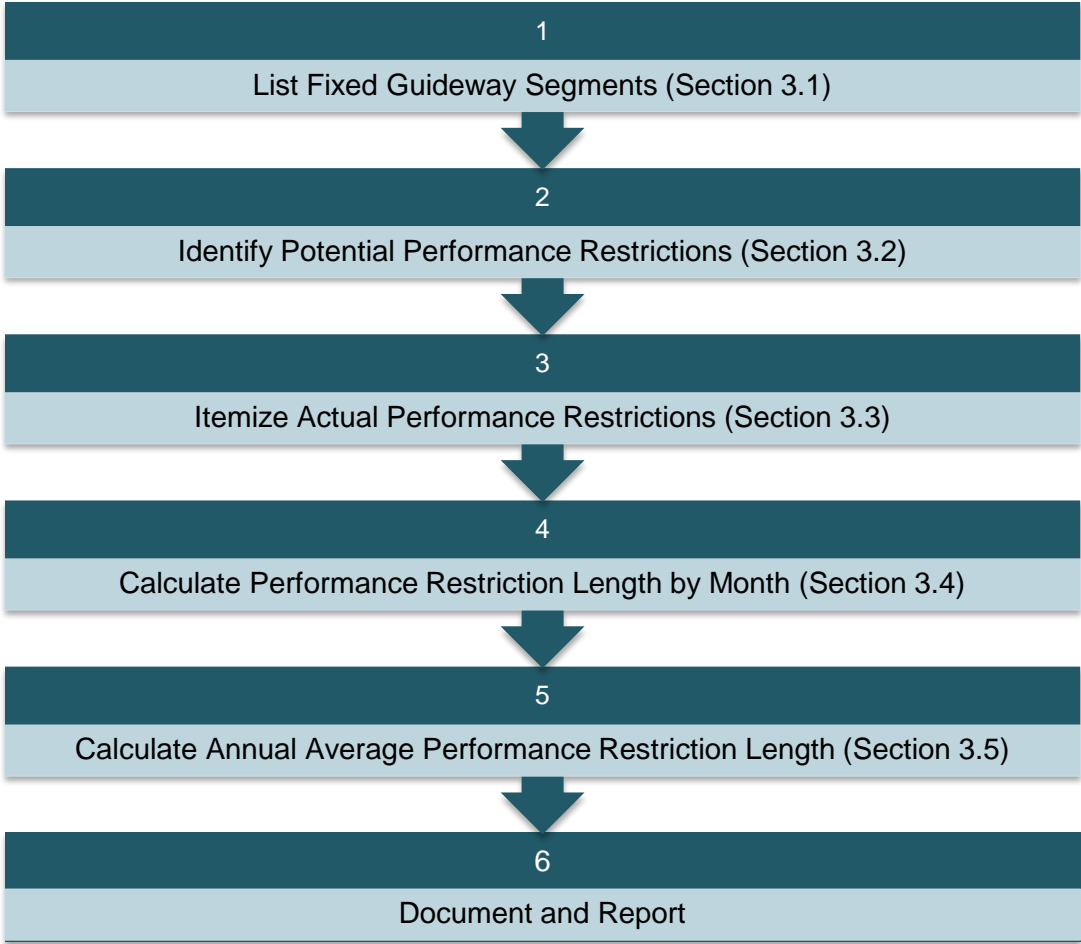 1
List Fixed Guideway Segments (Section 3.1)
2
Identify Potential Performance Restrictions (Section 3.2)
3
Itemize Actual Performance Restrictions (Section 3.3)
4
Calculate Performance Restriction Length by Month (Section 3.4)
5
Calculate Annual Average Performance Restriction Length (Section 3.5)
6
Document and Report